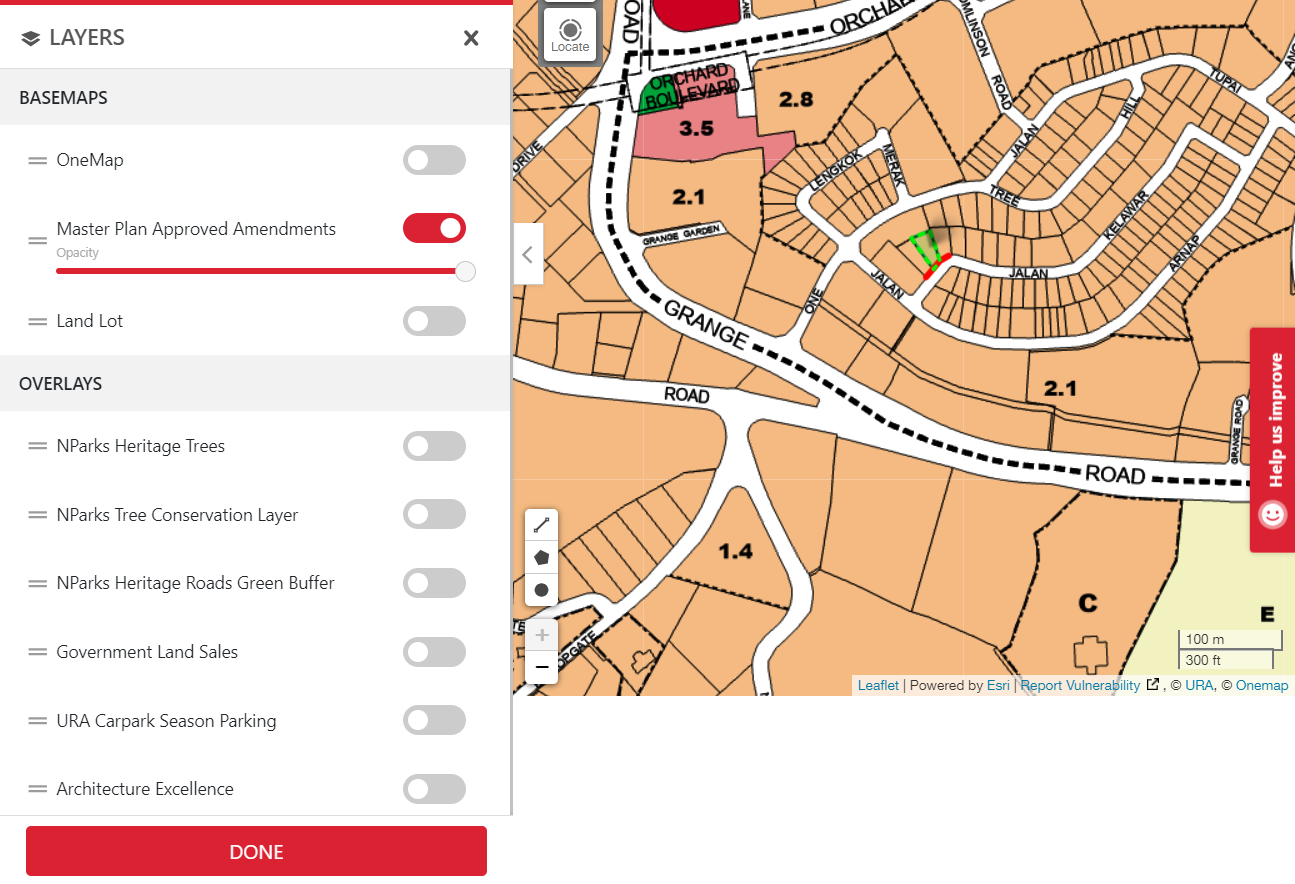 LAYERS
BASEMAPS
OneMap
Master Plan Approved Amendments
Opacity
Land Lot
OVERLAYS
NParks Heritage Trees
NParks Tree Conservation Layer
NParks Heritage Roads Green Buffer
Government Land Sales
URA Carpark Season Parking
Architecture Excellence
DONE
Locate
ROAD
ORCHARD
ORCHARD
BOULEVARD
2.8
3.5
2.1
DRIVE
GRANGE GARDEN
LENGKOK
MERAK
TOMLINSON
ROAD
JALAN
TUPAI
HILL
TREE
KELAWAR
ARNAP
JALAN
JALAN
ONE
GRANGE
ROAD
2.1
GRANGE ROAD
ROAD
1.4
C
E
Help us improve
+
−
100 m
300 ft
Leaflet | Powered by Esri | Report Vulnerability , © URA, © Onemap